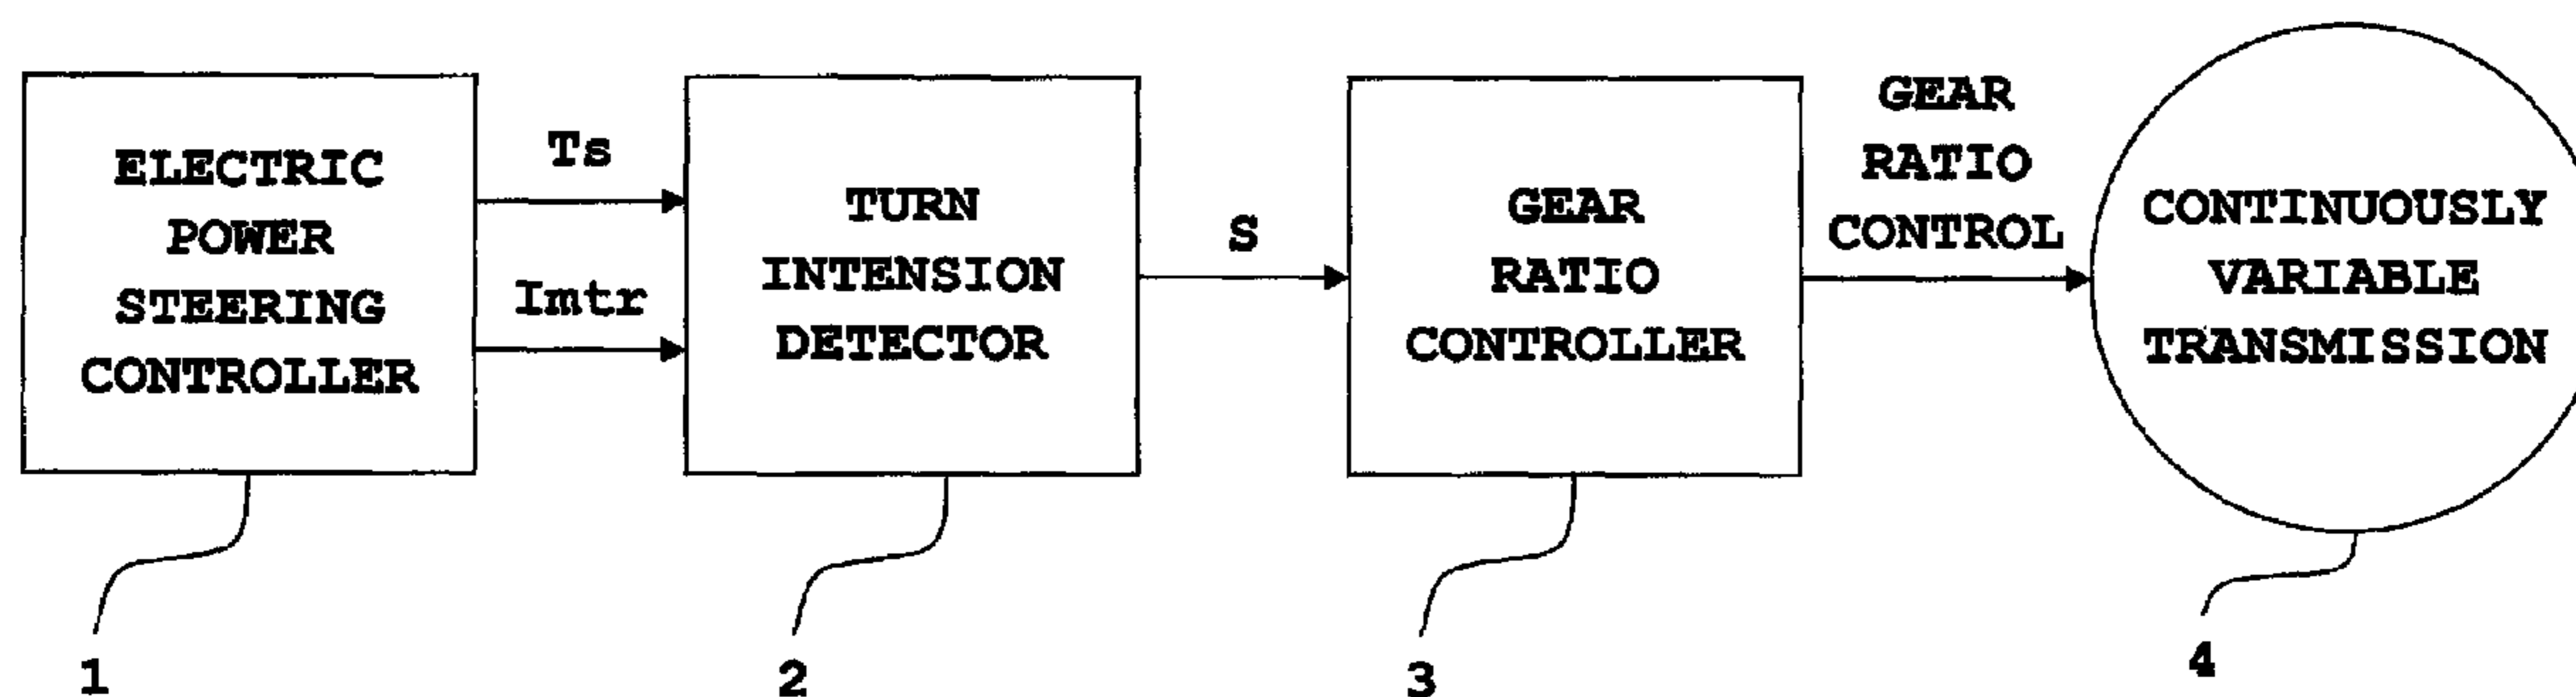 ELECTRIC
POWER
STEERING
CONTROLLER
Ts
Imtr
TURN
INTENSION
DETECTOR
S
GEAR
RATIO
CONTROLLER
GEAR
RATIO
CONTROL
CONTINUOUSLY
VARIABLE
TRANSMISSION
1
2
3
4